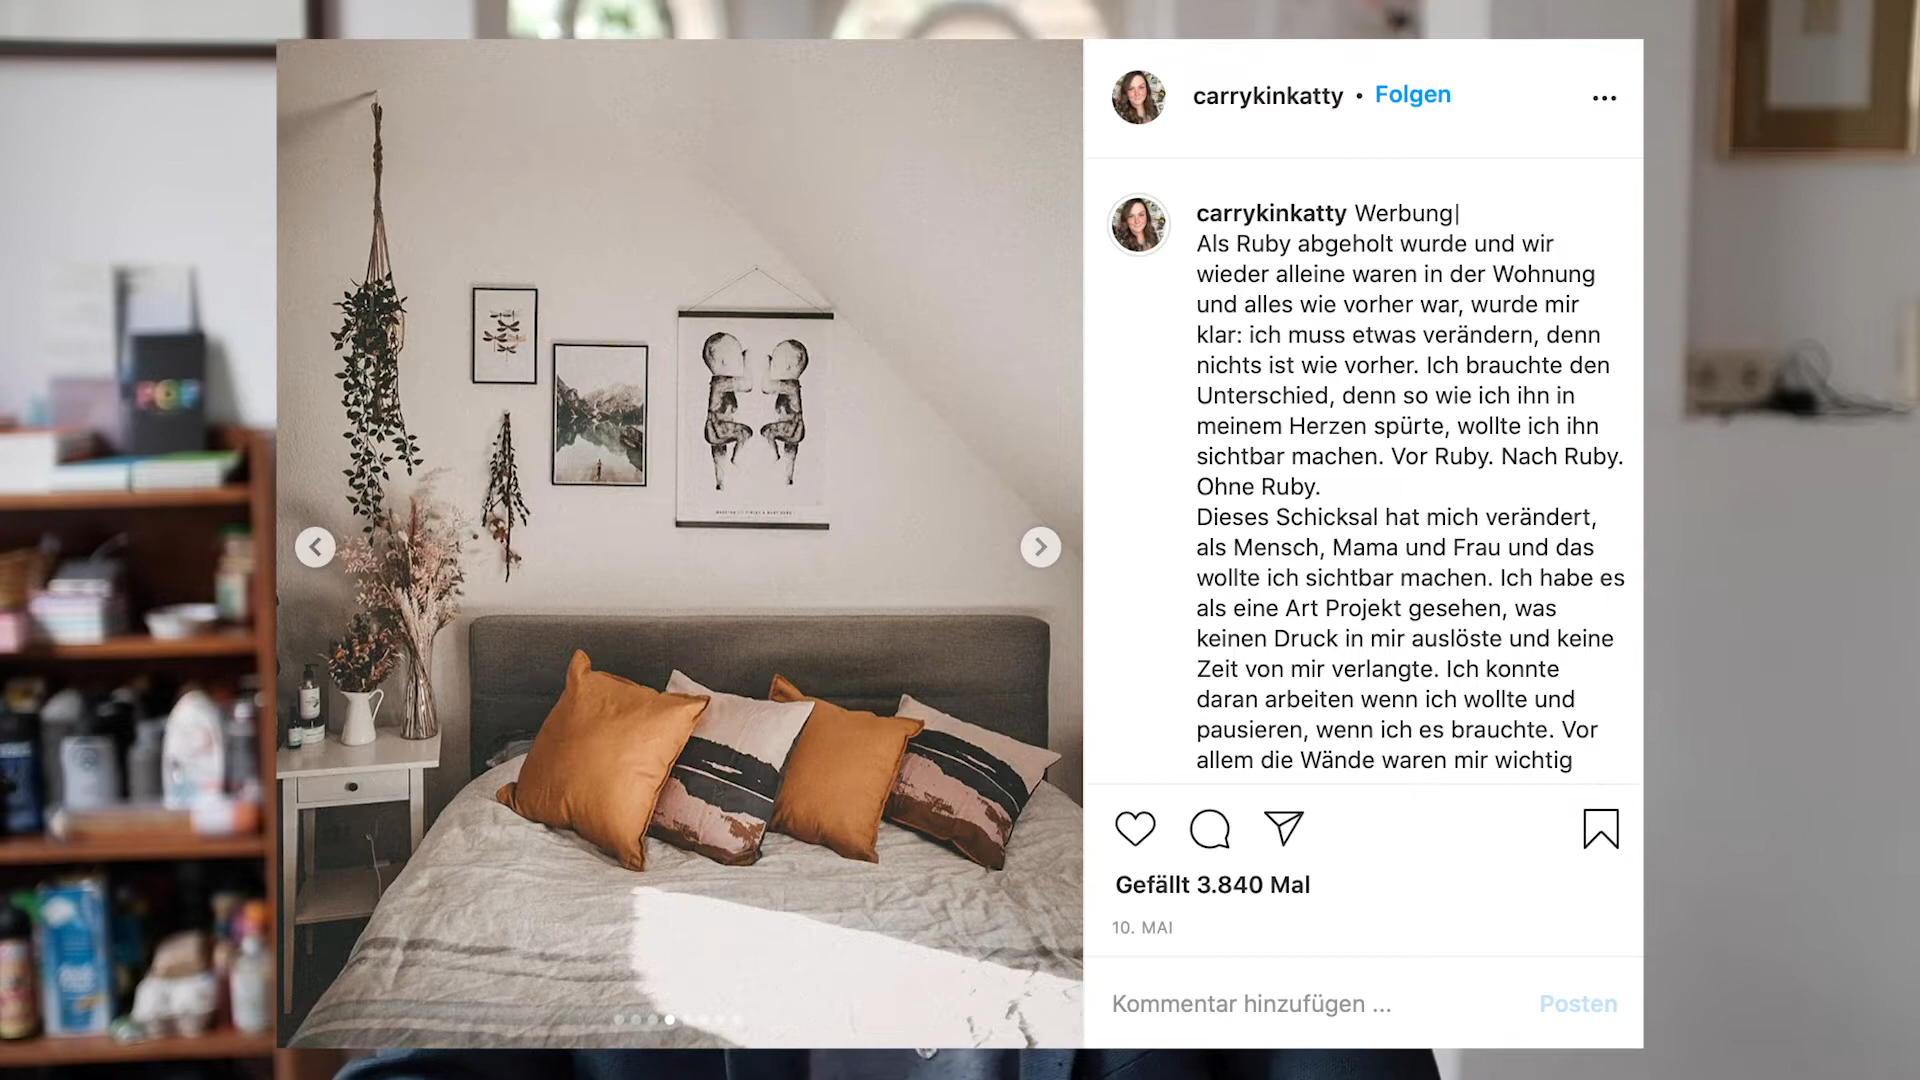 carrykinkatty • Folgen
carrykinkatty Werbung|
Als Ruby abgeholt wurde und wir
wieder alleine waren in der Wohnung
und alles wie vorher war, wurde mir
klar: ich muss etwas verändern, denn
nichts ist wie vorher. Ich brauchte den
Unterschied, denn so wie ich ihn in
meinem Herzen spürte, wollte ich ihn
sichtbar machen. Vor Ruby. Nach Ruby.
Ohne Ruby.
Dieses Schicksal hat mich verändert,
als Mensch, Mama und Frau und das
wollte ich sichtbar machen. Ich habe es
als eine Art Projekt gesehen, was
keinen Druck in mir auslöste und keine
Zeit von mir verlangte. Ich konnte
daran arbeiten wenn ich wollte und
pausieren, wenn ich es brauchte. Vor
allem die Wände waren mir wichtig
Gefällt 3.840 Mal
10. MAI
Kommentar hinzufügen ...
Posten